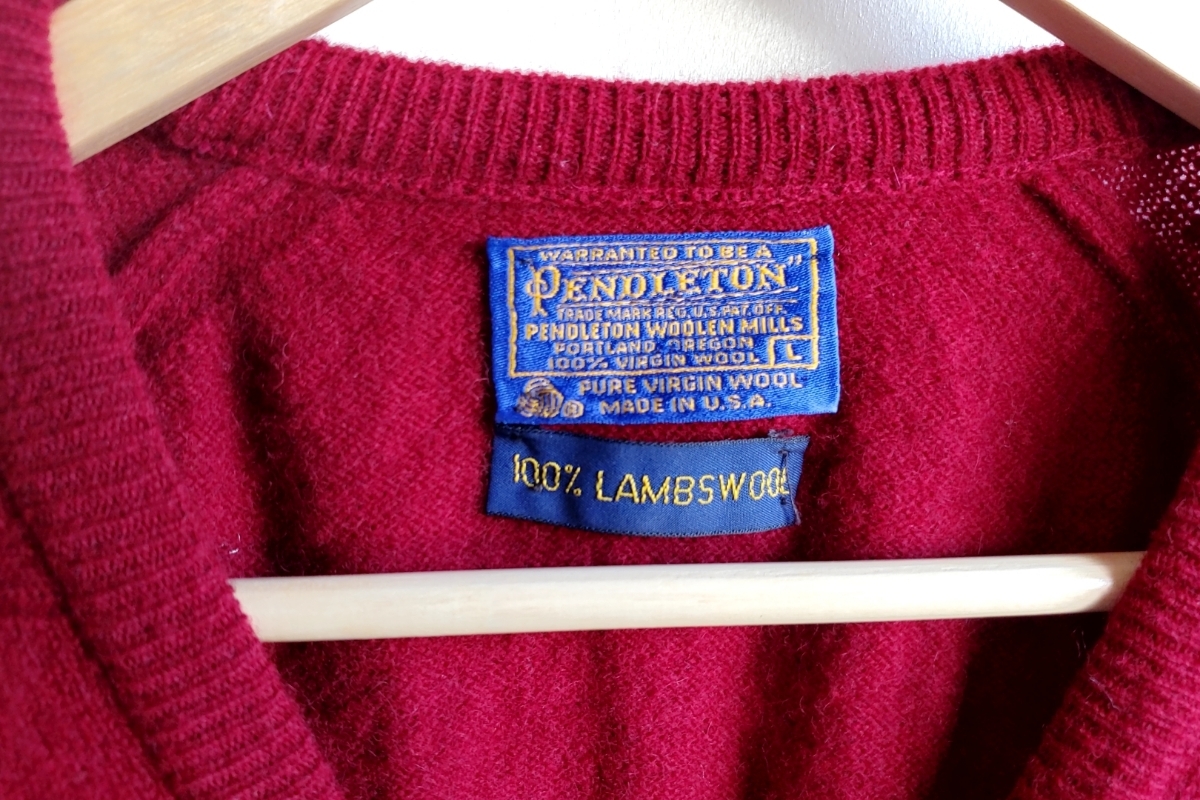 WARRANTED TO BE A
"PENDLETON"
TRADE MARK REG. U.S. PAT. OFF.
PENDLETON WOOLEN MILLS
PORTLAND, OREGON
100% VIRGIN WOOL L
PURE VIRGIN WOOL
MADE IN U.S.A.
100% LAMBSWOOL